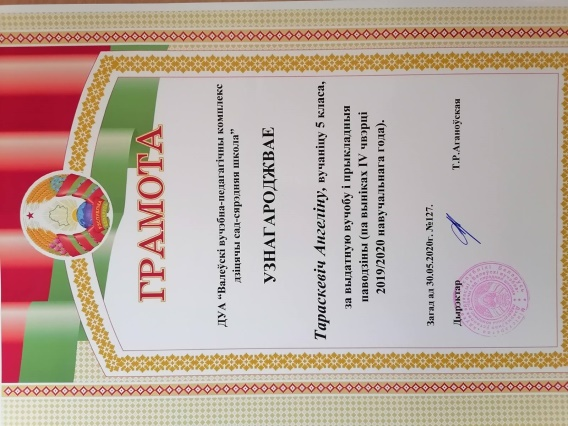 ГРАМОТА
ДУА “Валеўскі вучэбна-педагагічны комплекс
дзіцячы сад-сярэдняя школа”
УЗНАГАРОДЖВАЕ
Тараскевіч Ангеліну, вучаніцу 5 класа,
за выдатную вучобу і прыкладныя
паводзіны (па выніках IV чвэрці
2019/2020 навучальнага года).
Загад ад 30.05.2020г. №127.
Дырэктар Т.Р.Аганоўская